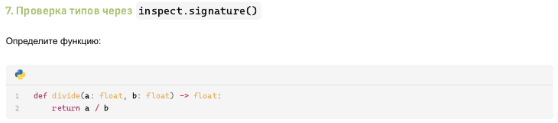 7. Проверка типов через inspect.signature()
Определите функцию:
1 def divide(a: float, b: float) -> float:
2 return a / b